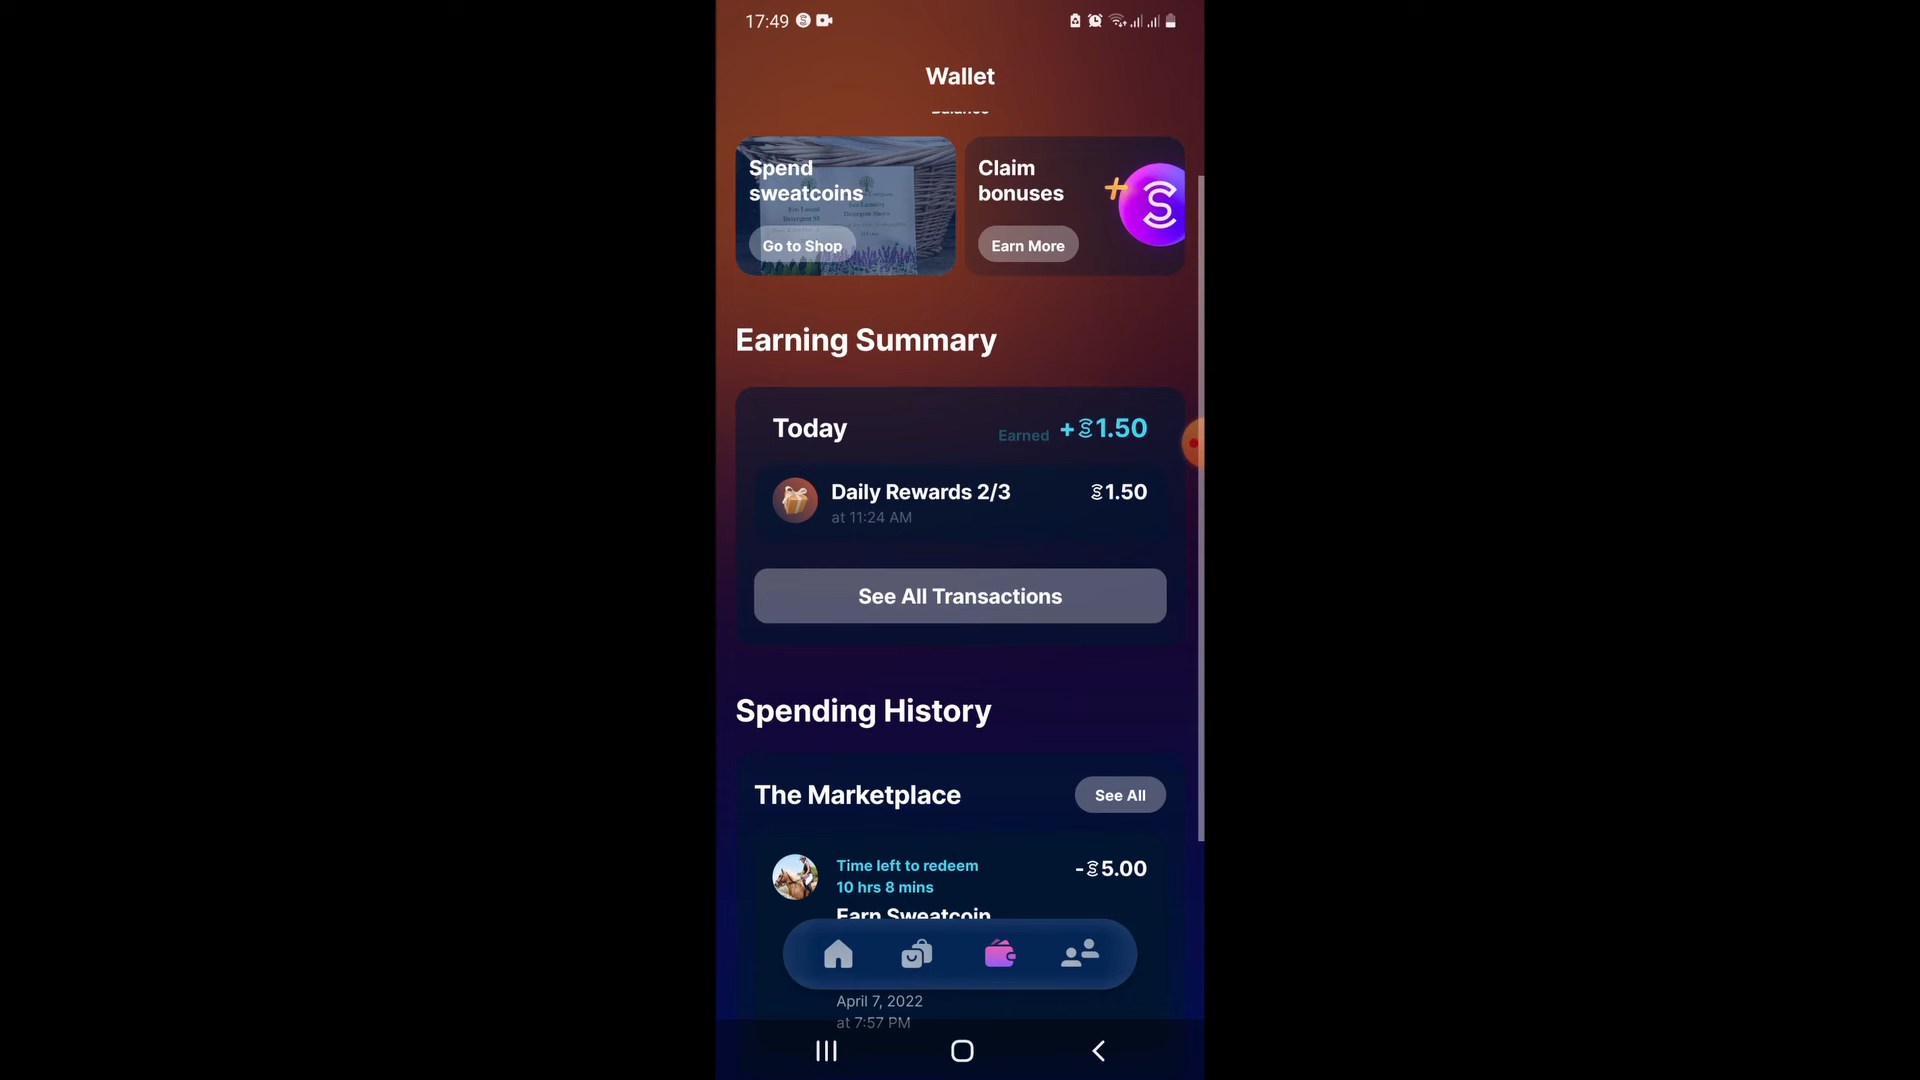 17:49
Wallet
Balance
Spend
sweatcoins
Go to Shop
Claim
bonuses
Earn More
Earning Summary
Today
Earned +1.50
Daily Rewards 2/3
1.50
at 11:24 AM
See All Transactions
Spending History
The Marketplace
See All
Time left to redeem
10 hrs 8 mins
-5.00
Earn Sweatcoin
April 7, 2022
at 7:57 PM